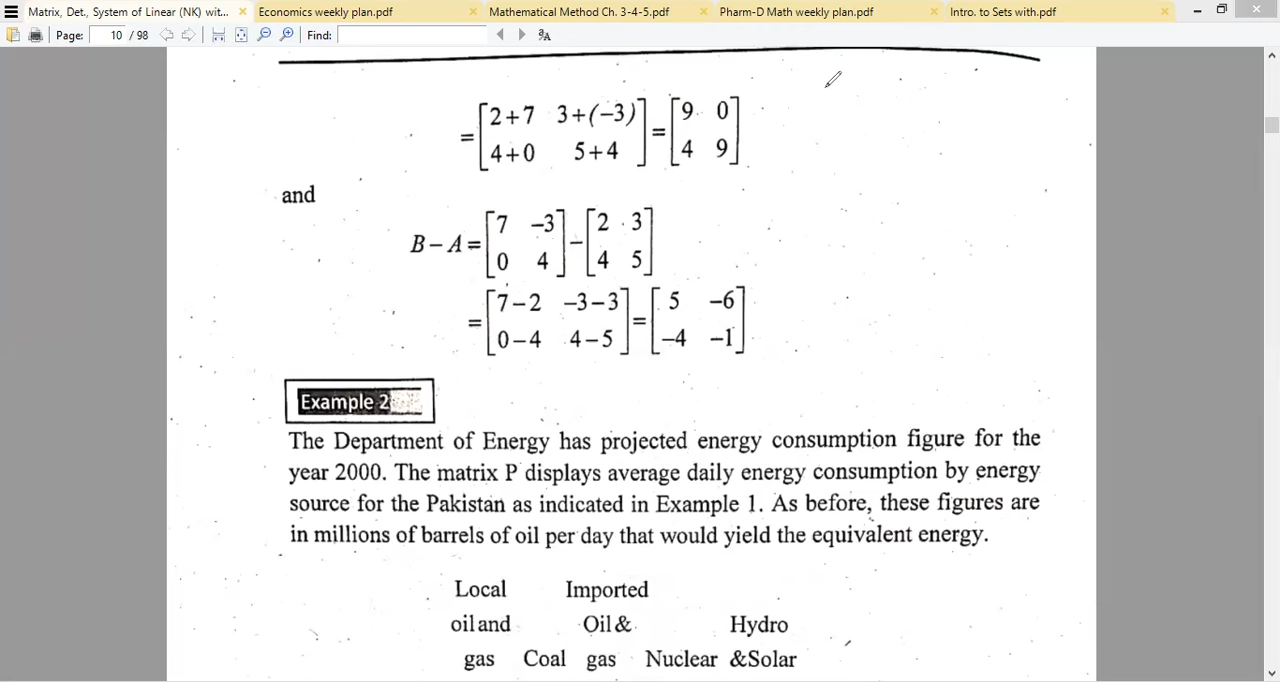 Matrix, Det., System of Linear (NK) wit... Economics weekly plan.pdf Mathematical Method Ch. 3-4-5.pdf Pharm-D Math weekly plan.pdf Intro. to Sets with.pdf
Page: 10 / 98 Find:
= [2+7 3+(−3) = [9 0
4+0 5+4] 4 9]
and
B−A = [7 −3 − [2 3
0 4] 4 5]
= [7−2 −3−3 = [5 −6
0−4 4−5] −4 −1]
Example 2
The Department of Energy has projected energy consumption figure for the
year 2000. The matrix P displays average daily energy consumption by energy
source for the Pakistan as indicated in Example 1. As before, these figures are
in millions of barrels of oil per day that would yield the equivalent energy.
Local Imported
oil and Oil & Hydro
gas Coal gas Nuclear &Solar